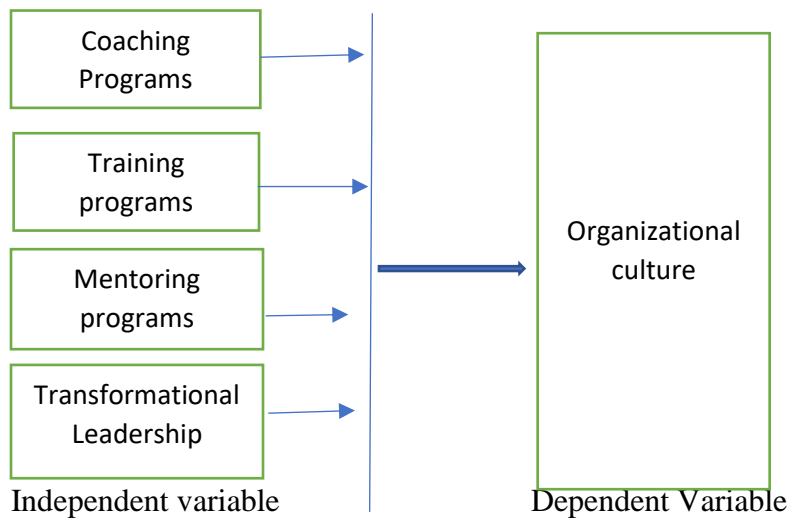 Coaching
Programs
Training
programs
Mentoring
programs
Transformational
Leadership
Organizational
culture
Independent variable
Dependent Variable